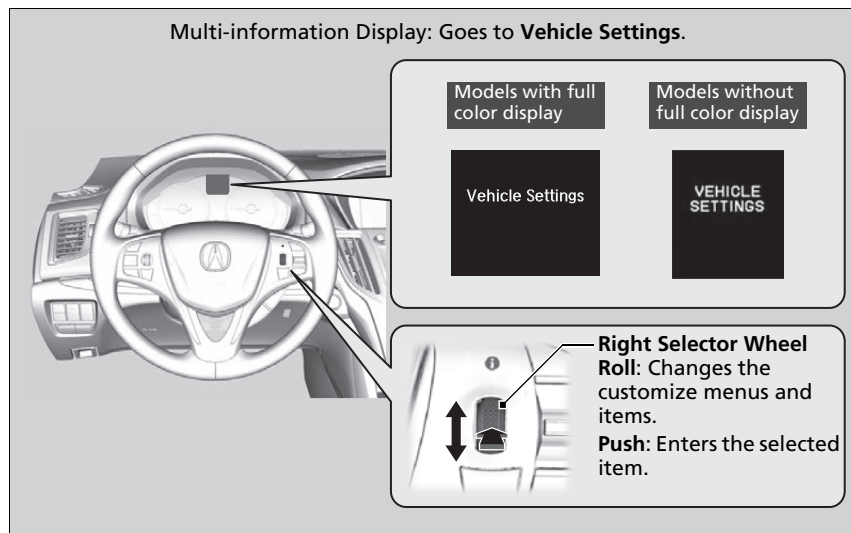 Multi-information Display: Goes to Vehicle Settings.
Models with full
color display
Models without
full color display
Vehicle Settings
VEHICLE
SETTINGS
Right Selector Wheel
Roll: Changes the
customize menus and
items.
Push: Enters the selected
item.